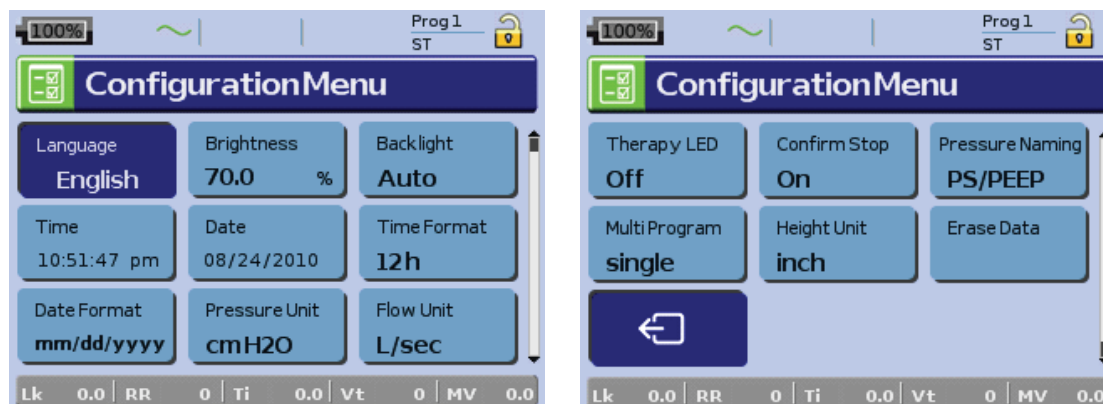 100%
Prog 1
ST
Configuration Menu
Language
English
Brightness
70.0 %
Backlight
Auto
Time
10:51:47 pm
Date
08/24/2010
Time Format
12h
Date Format
mm/dd/yyyy
Pressure Unit
cmH2O
Flow Unit
L/sec
Lk 0.0 RR 0 Ti 0.0 Vt 0 MV 0.0
100%
Prog 1
ST
Configuration Menu
Therapy LED
Off
Confirm Stop
On
Pressure Naming
PS/PEEP
Multi Program
single
Height Unit
inch
Erase Data
Lk 0.0 RR 0 Ti 0.0 Vt 0 MV 0.0